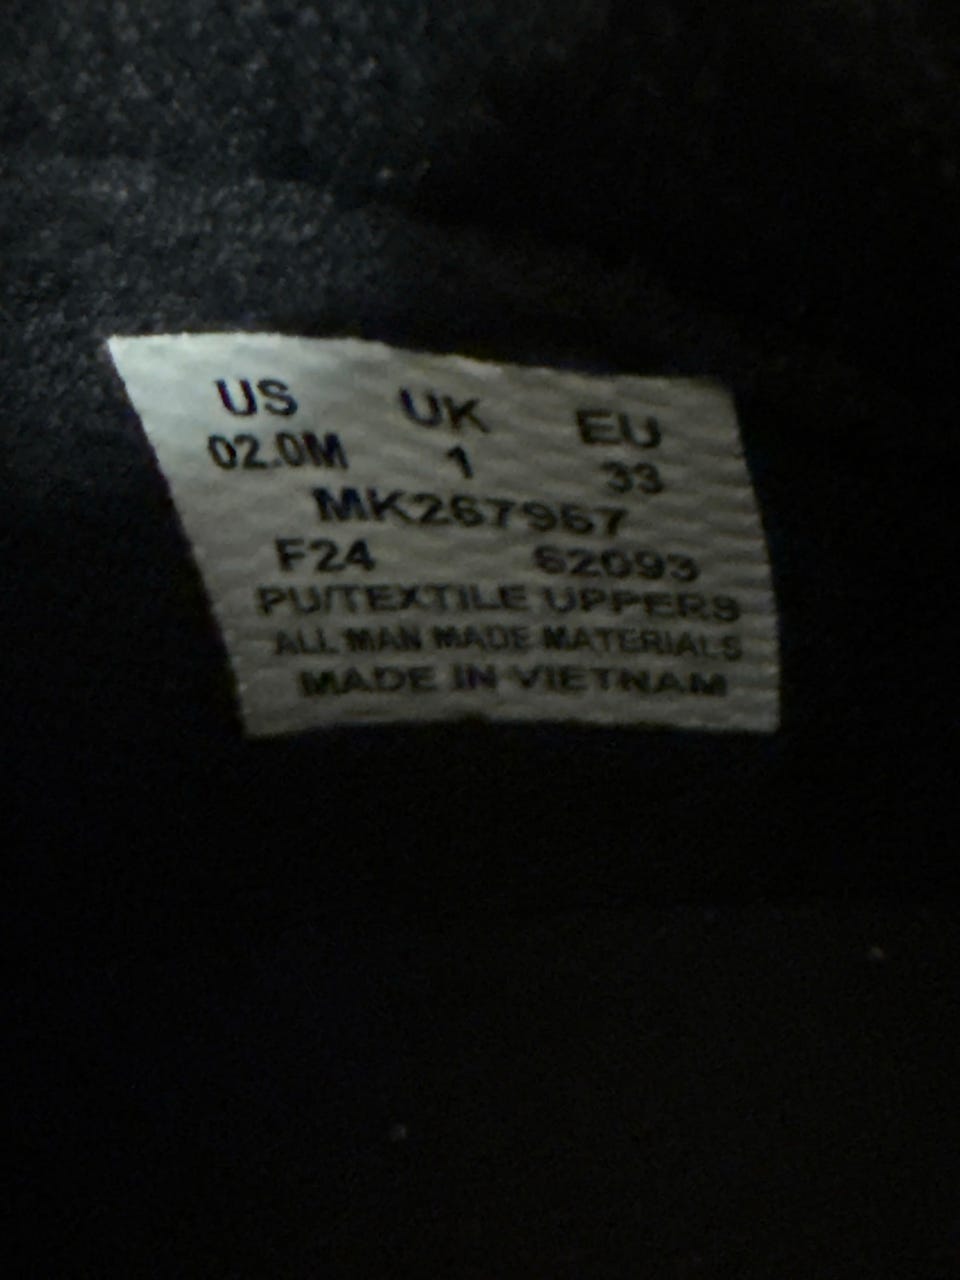 US UK EU
02.0M 1 33
MK267967
F24 62093
PU/TEXTILE UPPERS
ALL MAN MADE MATERIALS
MADE IN VIETNAM